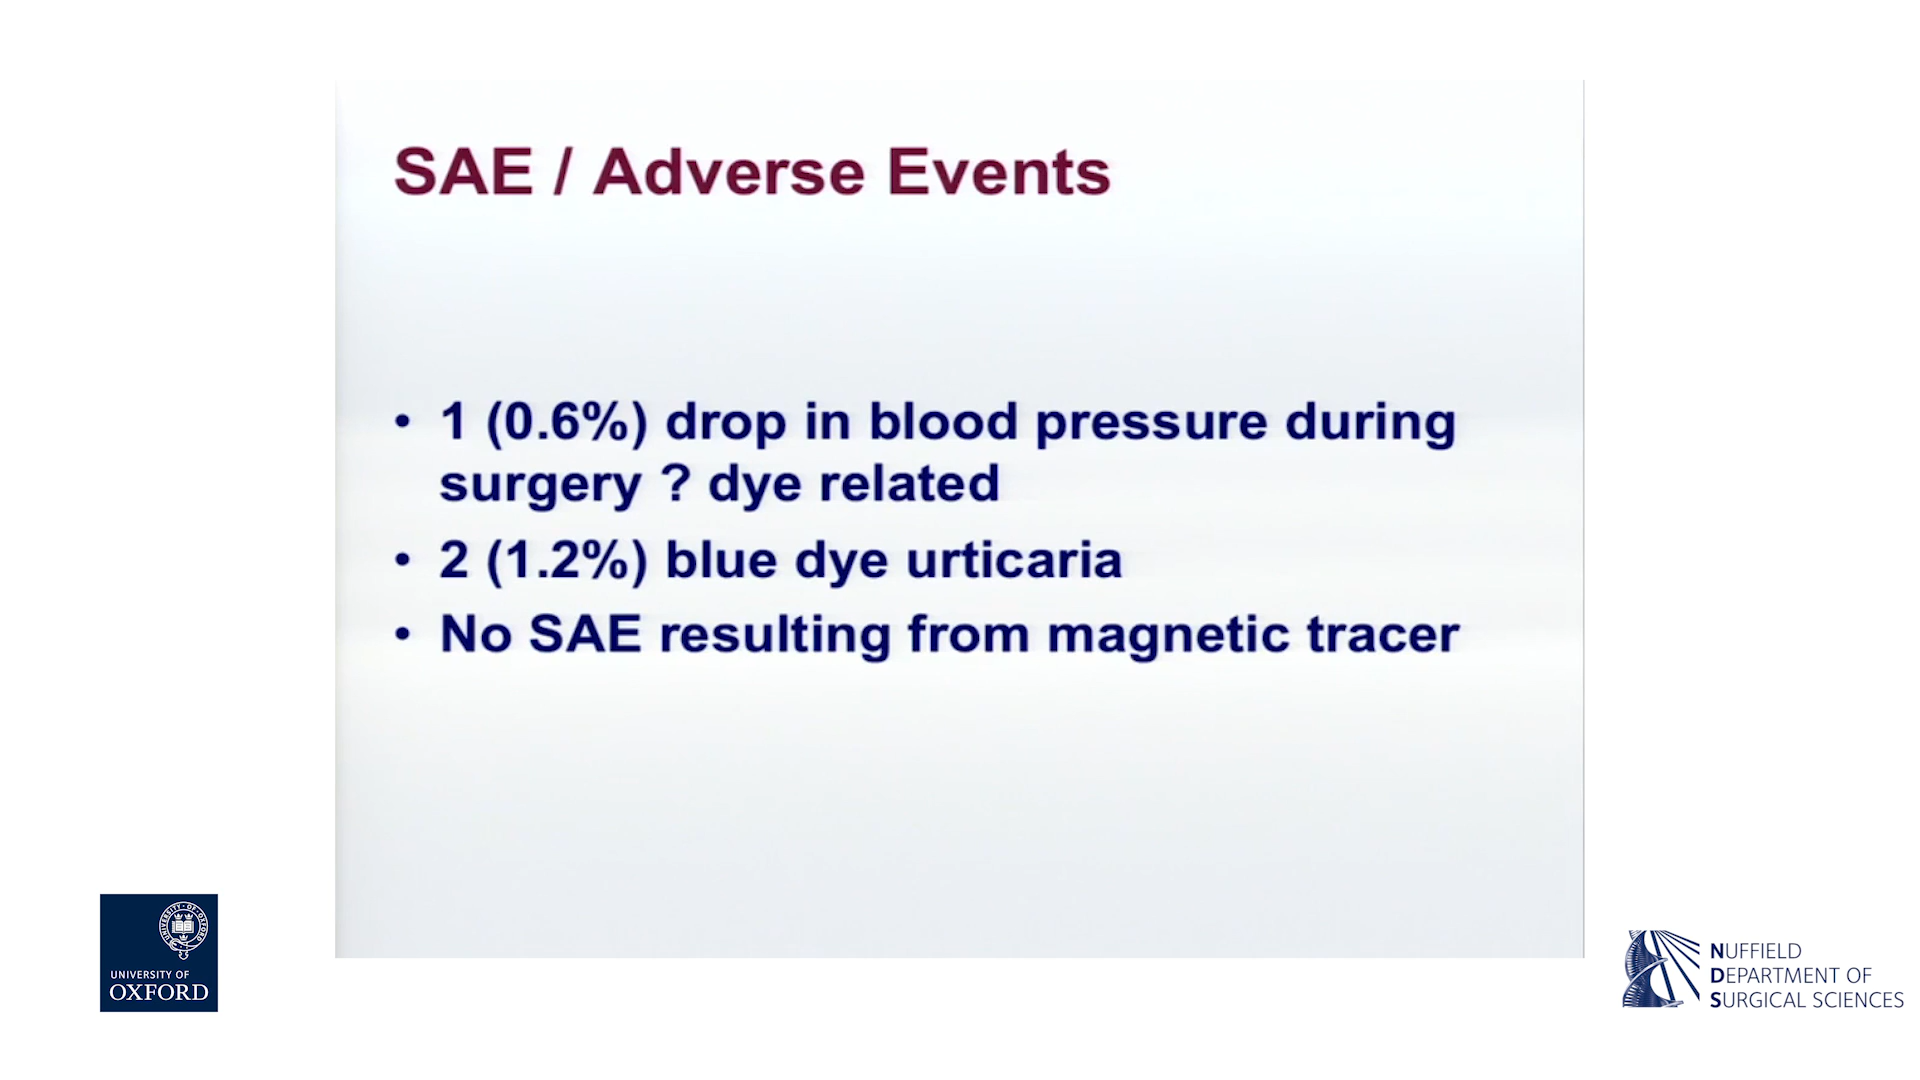 SAE / Adverse Events
• 1 (0.6%) drop in blood pressure during
surgery ? dye related
• 2 (1.2%) blue dye urticaria
• No SAE resulting from magnetic tracer
UNIVERSITY OF
OXFORD
NUFFIELD
DEPARTMENT OF
SURGICAL SCIENCES